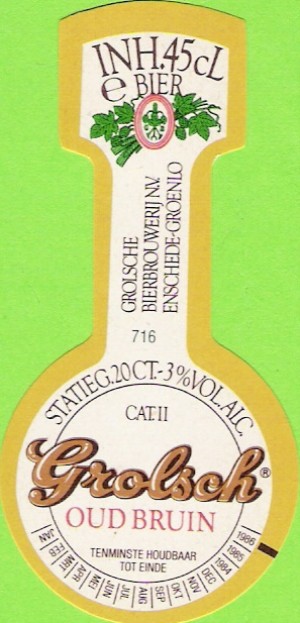 INH.45cL
e BIER
GROLSCHE
BIERBROUWERIJ N.V.
ENSCHEDE-GROENLO
716
STATIEG.20CT.-3%VOL.ALC.
CAT.II
Grolsch®
OUD BRUIN
TENMINSTE HOUDBAAR
TOT EINDE
JAN FEB MRT APR MEI JUN JUL AUG SEP OKT NOV DEC 1984 1985 1986